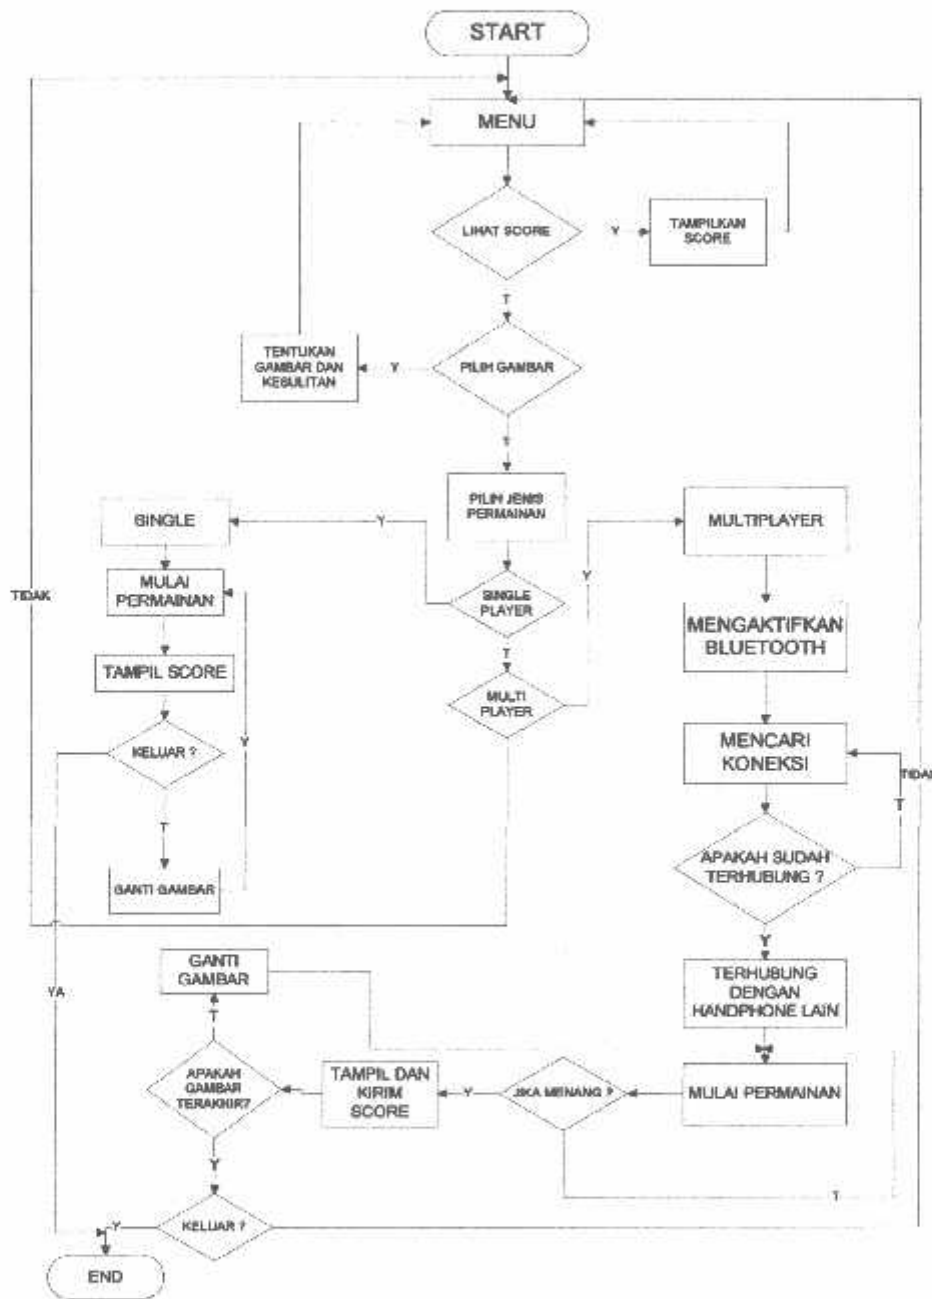 START
MENU
LIHAT SCORE
Y
TAMPILKAN
SCORE
T
TENTUKAN
GAMBAR DAN
KESULITAN
Y
PILIH GAMBAR
T
PILIH JENIS
PERMAINAN
SINGLE
Y
MULTIPLAYER
TIDAK
MULAI
PERMAINAN
SINGLE
PLAYER
Y
T
MENGAKTIFKAN
BLUETOOTH
TAMPIL SCORE
MULTI
PLAYER
KELUAR ?
Y
MENCARI
KONEKSI
TIDAK
T
T
APAKAH SUDAH
TERHUBUNG ?
GANTI GAMBAR
Y
GANTI
GAMBAR
TERHUBUNG
DENGAN
HANDPHONE LAIN
YA
T
APAKAH
GAMBAR
TERAKHIR?
TAMPIL DAN
KIRIM
SCORE
Y
JIKA MENANG ?
MULAI PERMAINAN
Y
T
Y
KELUAR ?
END